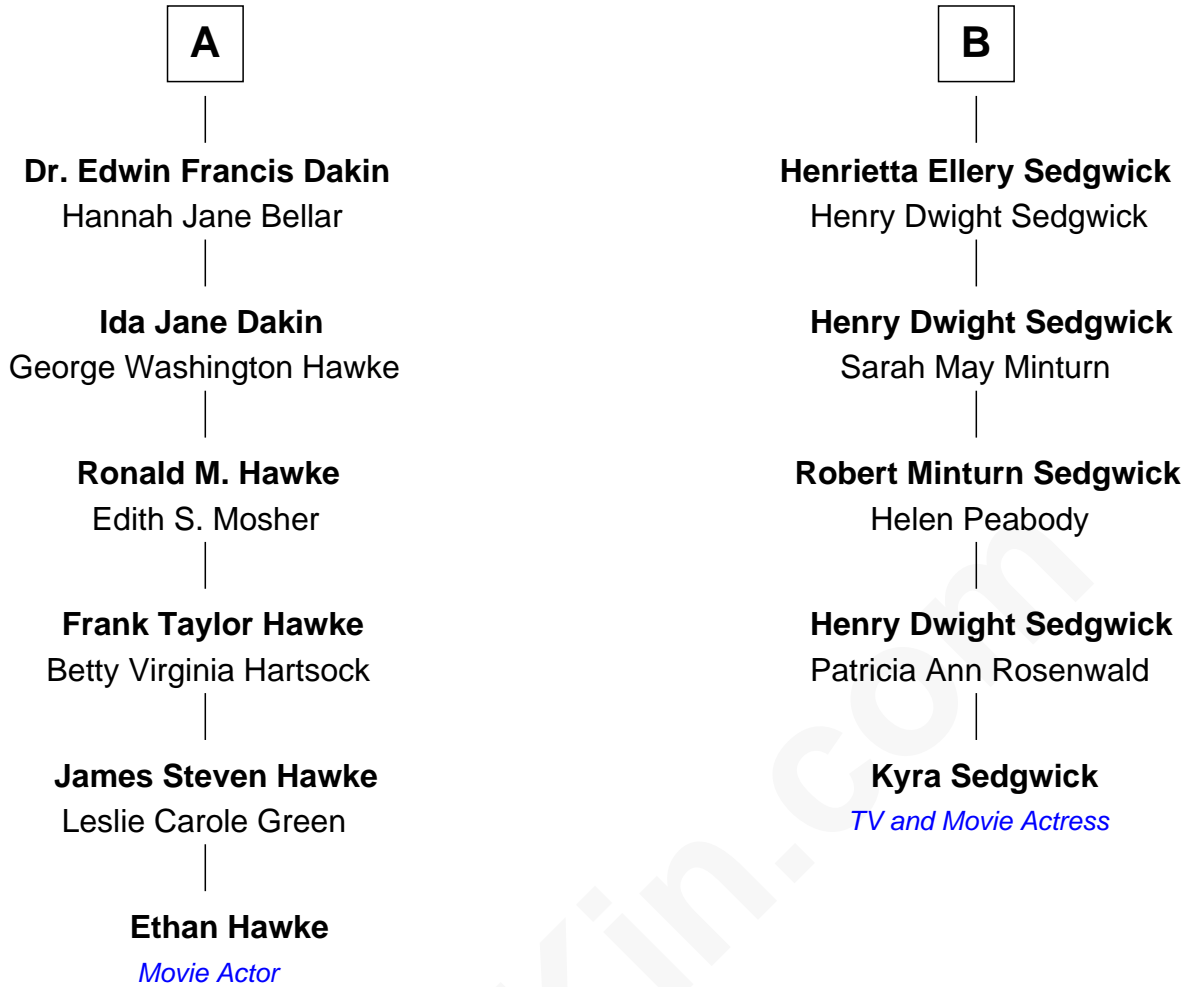 A
Dr. Edwin Francis Dakin
Hannah Jane Bellar
Ida Jane Dakin
George Washington Hawke
Ronald M. Hawke
Edith S. Mosher
Frank Taylor Hawke
Betty Virginia Hartsock
James Steven Hawke
Leslie Carole Green
Ethan Hawke
Movie Actor
B
Henrietta Ellery Sedgwick
Henry Dwight Sedgwick
Henry Dwight Sedgwick
Sarah May Minturn
Robert Minturn Sedgwick
Helen Peabody
Henry Dwight Sedgwick
Patricia Ann Rosenwald
Kyra Sedgwick
TV and Movie Actress
Kin.com